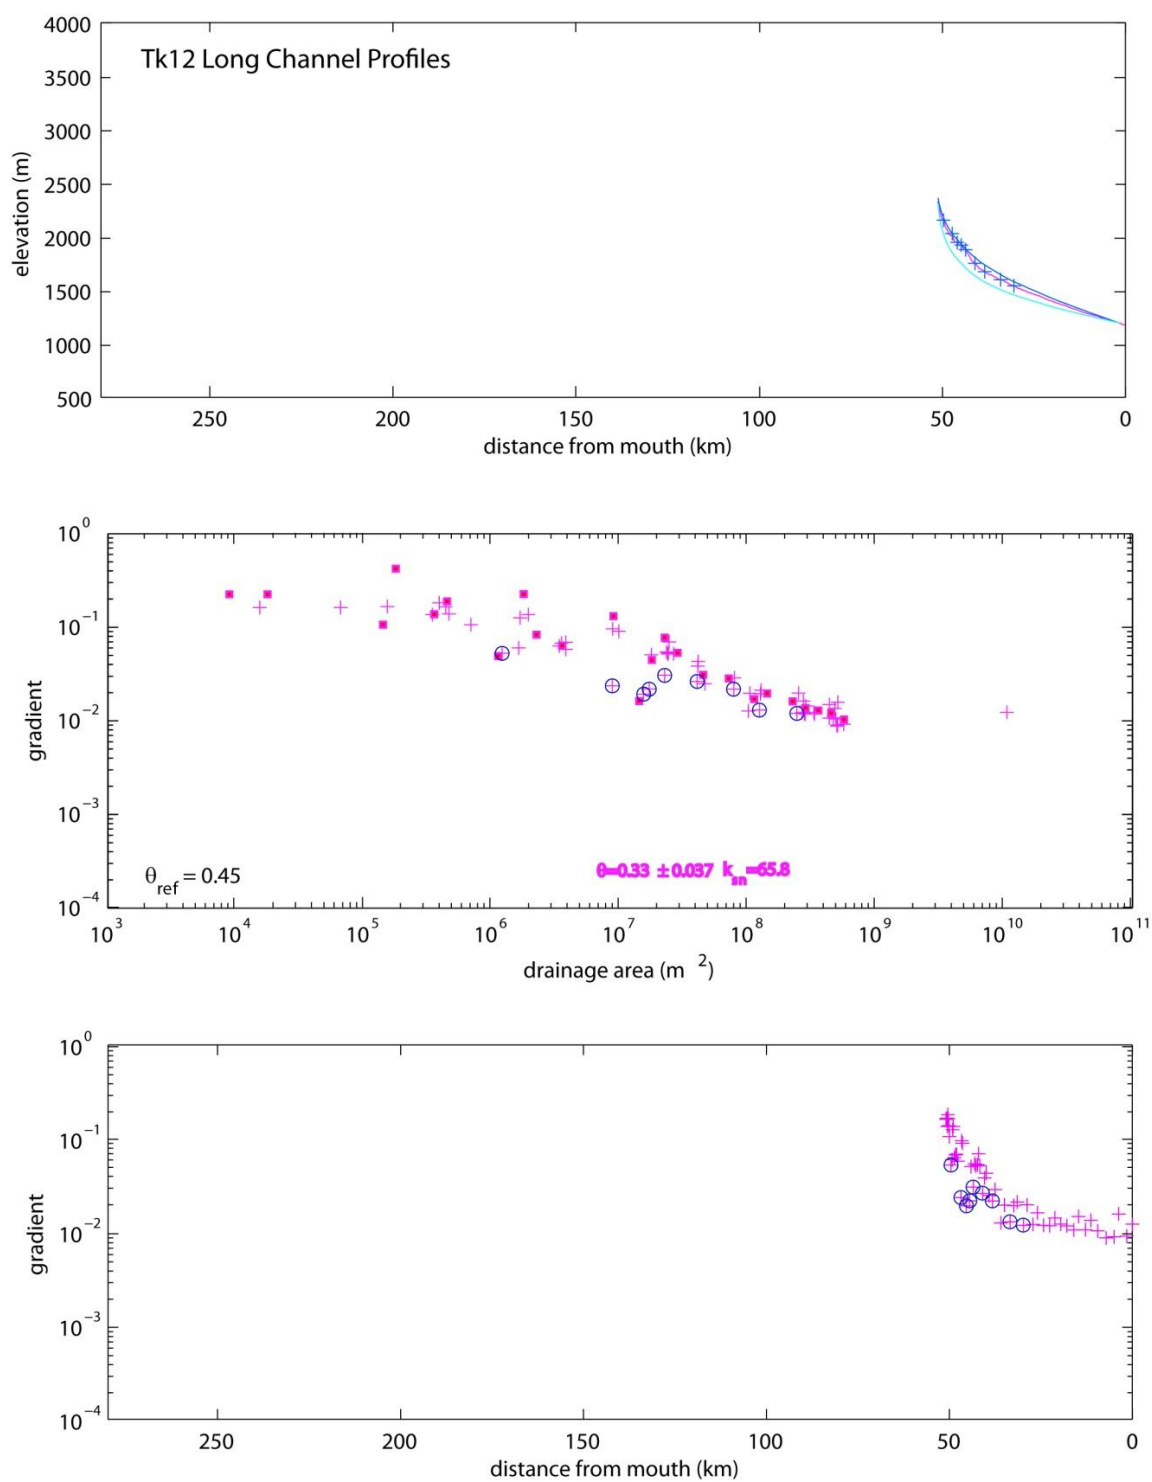 4000
Tk12 Long Channel Profiles
3500
3000
2500
2000
1500
1000
500
elevation (m)
250 200 150 100 50 0
distance from mouth (km)
10^0
10^-1
10^-2
10^-3
10^-4
gradient
θref = 0.45
θ=0.33 ±0.037 ksn=65.8
10^3 10^4 10^5 10^6 10^7 10^8 10^9 10^10 10^11
drainage area (m^2)
10^0
10^-1
10^-2
10^-3
10^-4
gradient
250 200 150 100 50 0
distance from mouth (km)